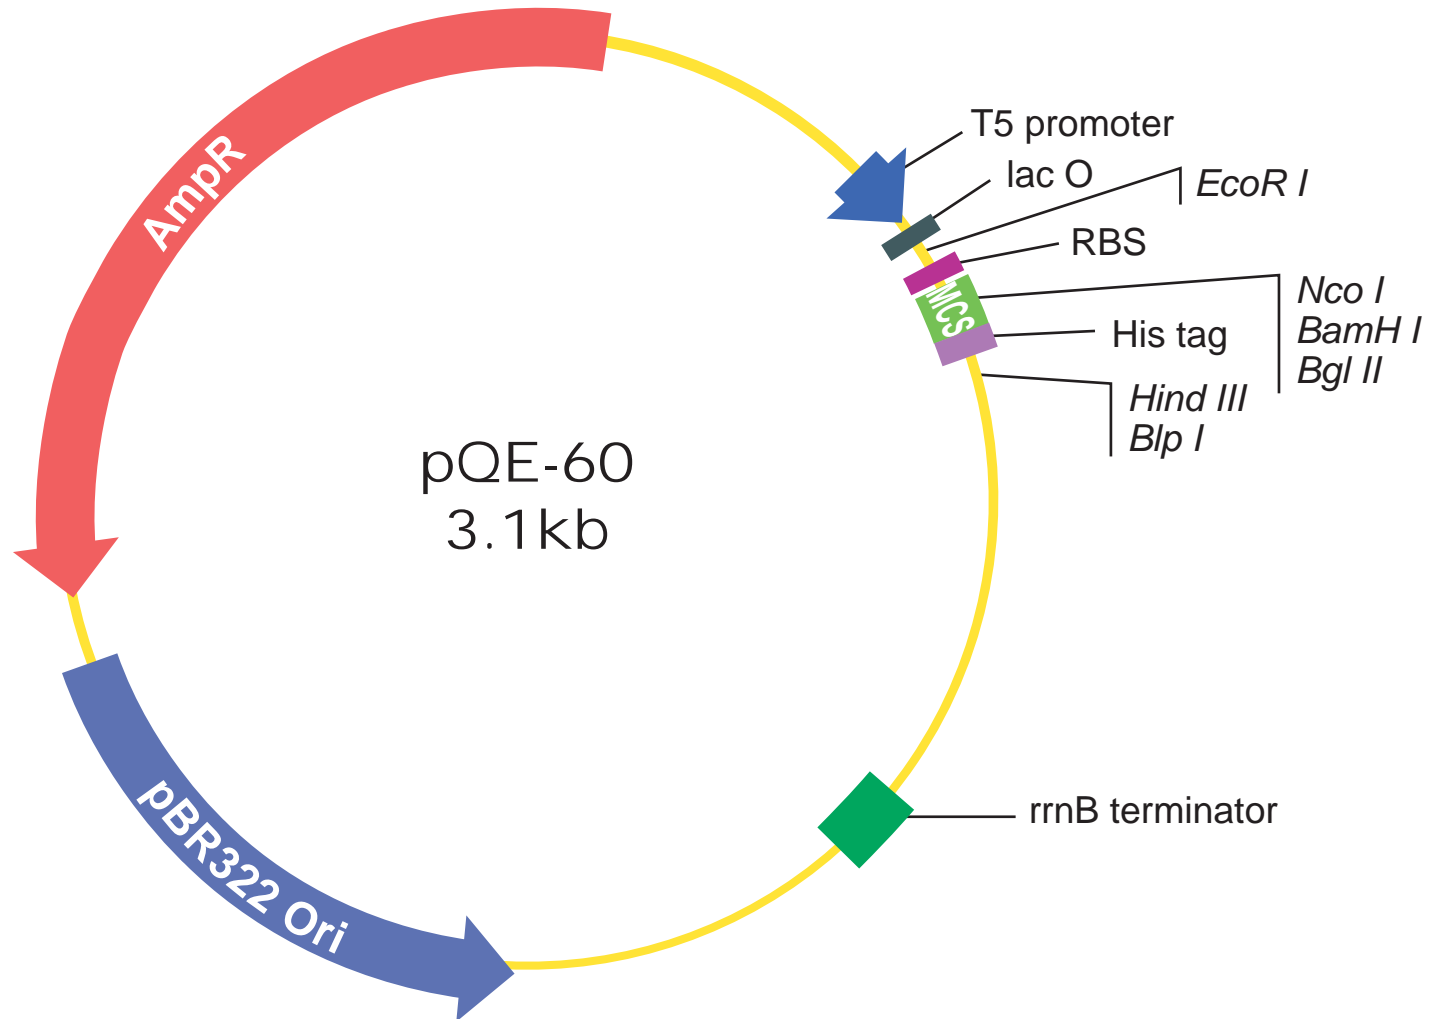 T5 promoter
lac O
EcoR I
RBS
MCS
Nco I
BamH I
Bgl II
His tag
Hind III
Blp I
AmpR
pQE-60
3.1kb
pBR322 Ori
rrnB terminator